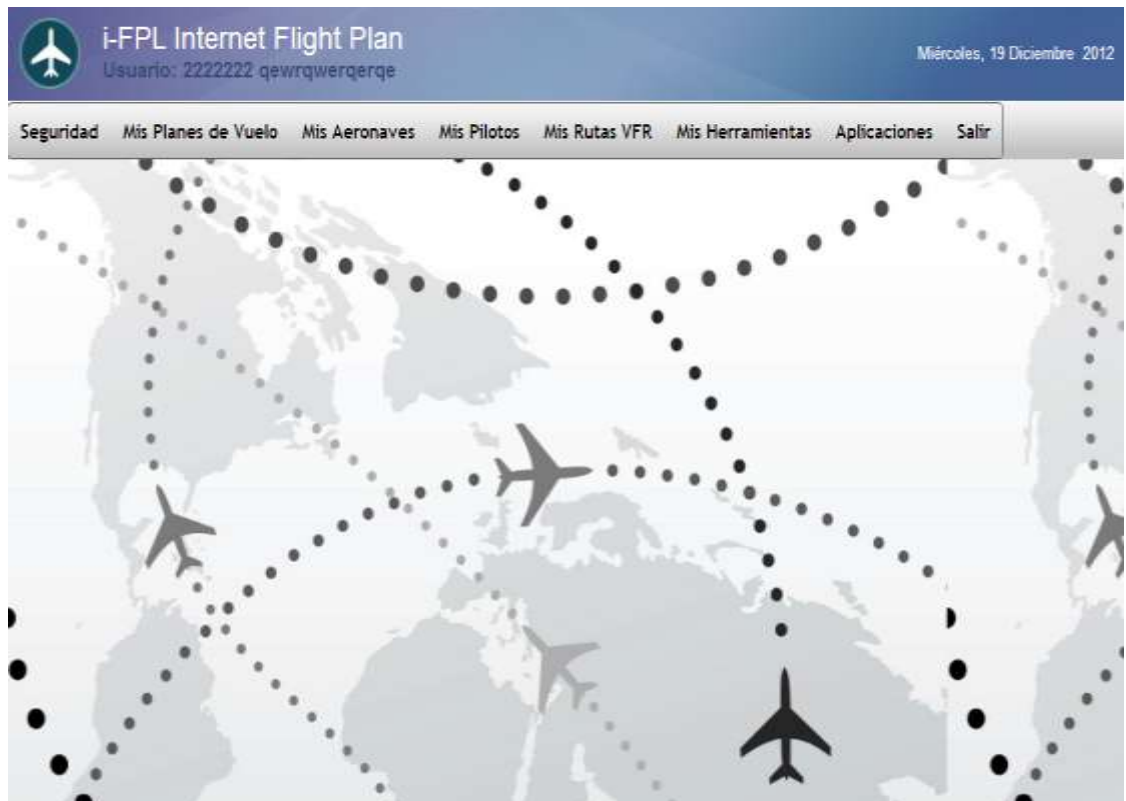 i-FPL Internet Flight Plan
Usuario: 2222222 qewrqwerqerqe
Miércoles, 19 Diciembre 2012
Seguridad Mis Planes de Vuelo Mis Aeronaves Mis Pilotos Mis Rutas VFR Mis Herramientas Aplicaciones Salir